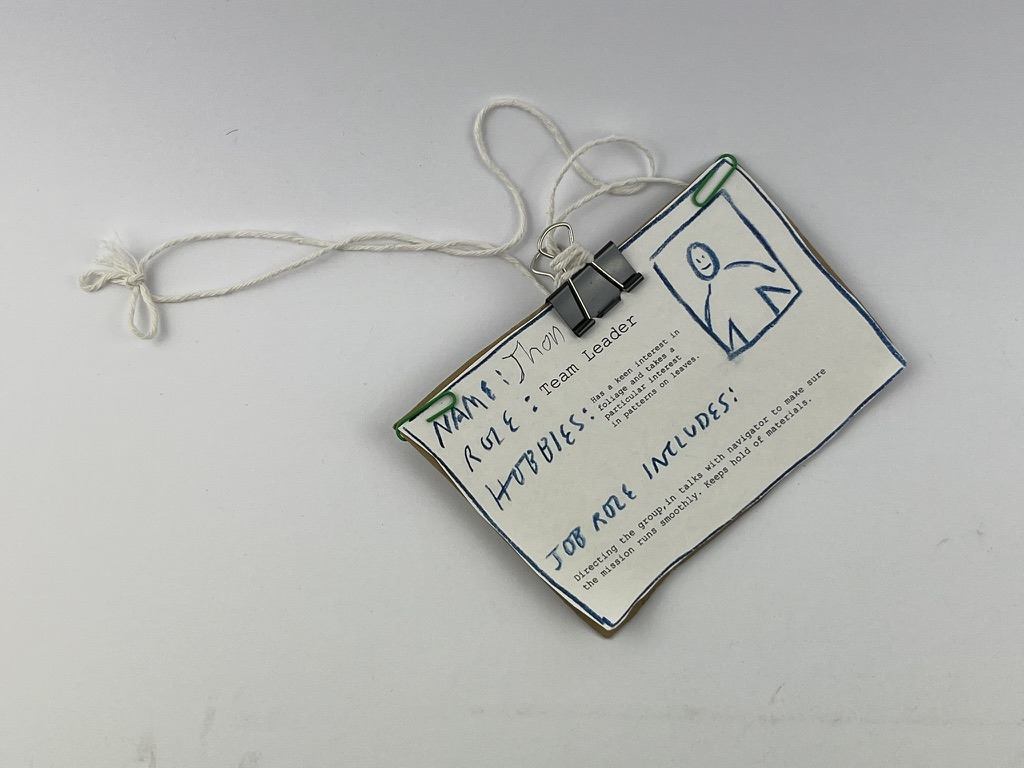 NAME: Jhon
ROLE: Team Leader
HOBBIES: Has a keen interest in
foliage and takes a
particular interest
in patterns on leaves.
JOB ROLE INCLUDES:
Directing the group,in talks with navigator to make sure
the mission runs smoothly. Keeps hold of materials.